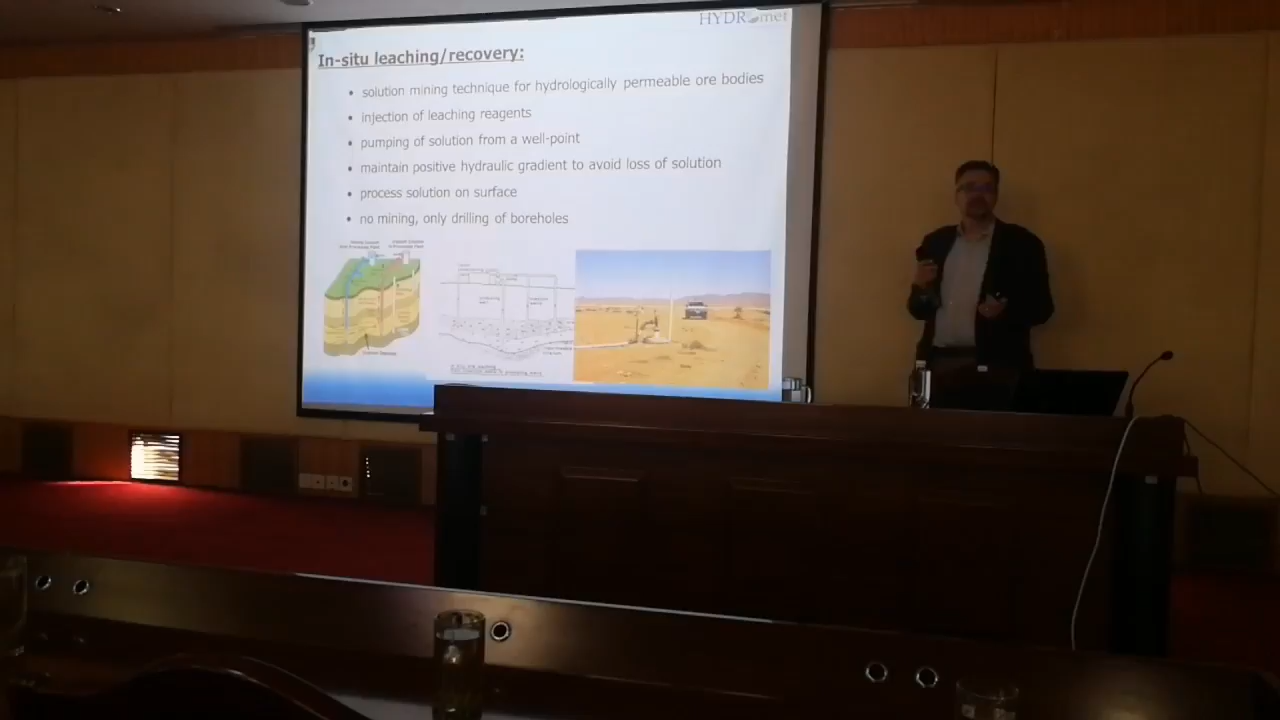 HYDROmet
In-situ leaching/recovery:
• solution mining technique for hydrologically permeable ore bodies
• injection of leaching reagents
• pumping of solution from a well-point
• maintain positive hydraulic gradient to avoid loss of solution
• process solution on surface
• no mining, only drilling of boreholes